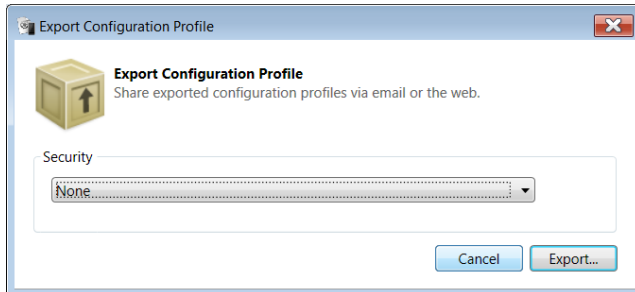 Export Configuration Profile
Export Configuration Profile
Share exported configuration profiles via email or the web.
Security
None
Cancel
Export...